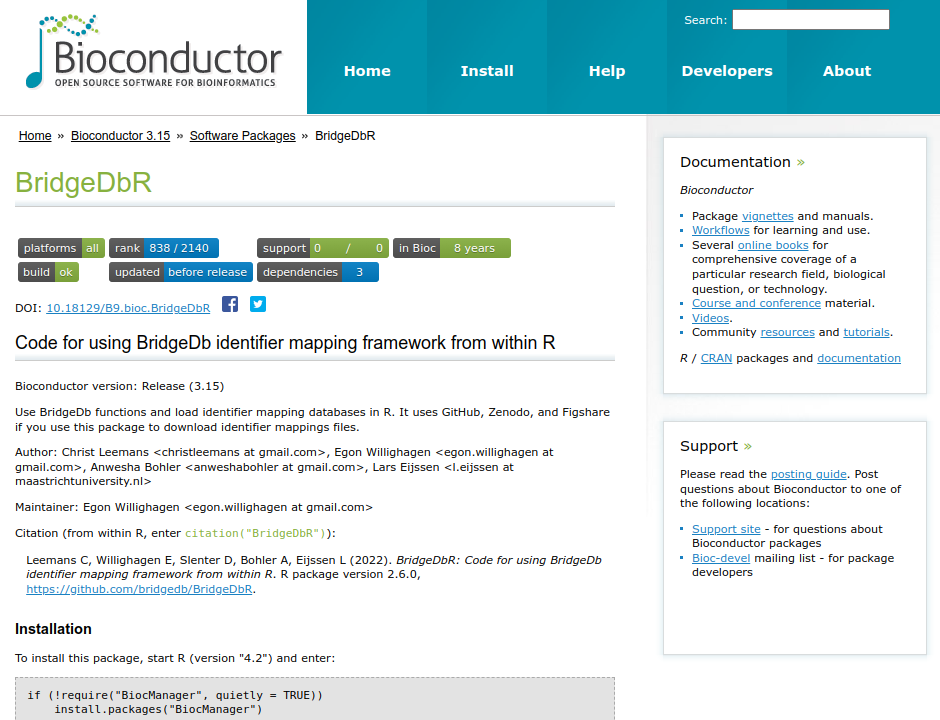 Bioconductor
OPEN SOURCE SOFTWARE FOR BIOINFORMATICS
Search:
Home
Install
Help
Developers
About
Home » Bioconductor 3.15 » Software Packages » BridgeDbR
BridgeDbR
platforms all
rank 838 / 2140
support 0 / 0
in Bioc 8 years
build ok
updated before release
dependencies 3
DOI: 10.18129/B9.bioc.BridgeDbR
Code for using BridgeDb identifier mapping framework from within R
Bioconductor version: Release (3.15)
Use BridgeDb functions and load identifier mapping databases in R. It uses GitHub, Zenodo, and Figshare
if you use this package to download identifier mappings files.
Author: Christ Leemans <christleemans at gmail.com>, Egon Willighagen <egon.willighagen at
gmail.com>, Anwesha Bohler <anweshabohler at gmail.com>, Lars Eijssen <l.eijssen at
maastrichtuniversity.nl>
Maintainer: Egon Willighagen <egon.willighagen at gmail.com>
Citation (from within R, enter citation("BridgeDbR")):
Leemans C, Willighagen E, Slenter D, Bohler A, Eijssen L (2022). BridgeDbR: Code for using BridgeDb
identifier mapping framework from within R. R package version 2.6.0,
https://github.com/bridgedb/BridgeDbR.
Installation
To install this package, start R (version "4.2") and enter:
if (!require("BiocManager", quietly = TRUE))
    install.packages("BiocManager")
Documentation »
Bioconductor
Package vignettes and manuals.
Workflows for learning and use.
Several online books for
comprehensive coverage of a
particular research field, biological
question, or technology.
Course and conference material.
Videos.
Community resources and tutorials.
R / CRAN packages and documentation
Support »
Please read the posting guide. Post
questions about Bioconductor to one of
the following locations:
Support site - for questions about
Bioconductor packages
Bioc-devel mailing list - for package
developers